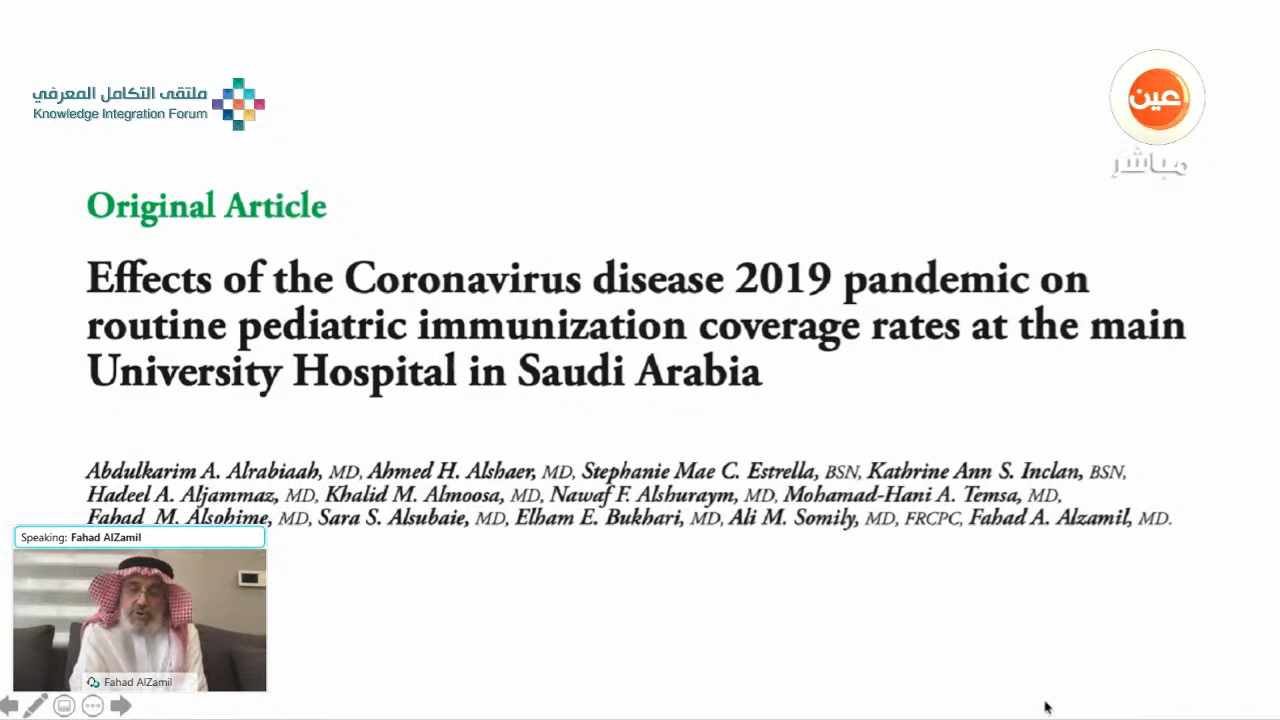 ملتقى التكامل المعرفي
Knowledge Integration Forum
عين
مباشر
Original Article
Effects of the Coronavirus disease 2019 pandemic on
routine pediatric immunization coverage rates at the main
University Hospital in Saudi Arabia
Abdulkarim A. Alrabiaah, MD, Ahmed H. Alshaer, MD, Stephanie Mae C. Estrella, BSN, Kathrine Ann S. Inclan, BSN,
Hadeel A. Aljammaz, MD, Khalid M. Almoosa, MD, Nawaf F. Alshuraym, MD, Mohamad-Hani A. Temsa, MD,
Fahad M. Alsohime, MD, Sara S. Alsubaie, MD, Elham E. Bukhari, MD, Ali M. Somily, MD, FRCPC, Fahad A. Alzamil, MD.
Speaking: Fahad AlZamil
Fahad AlZamil